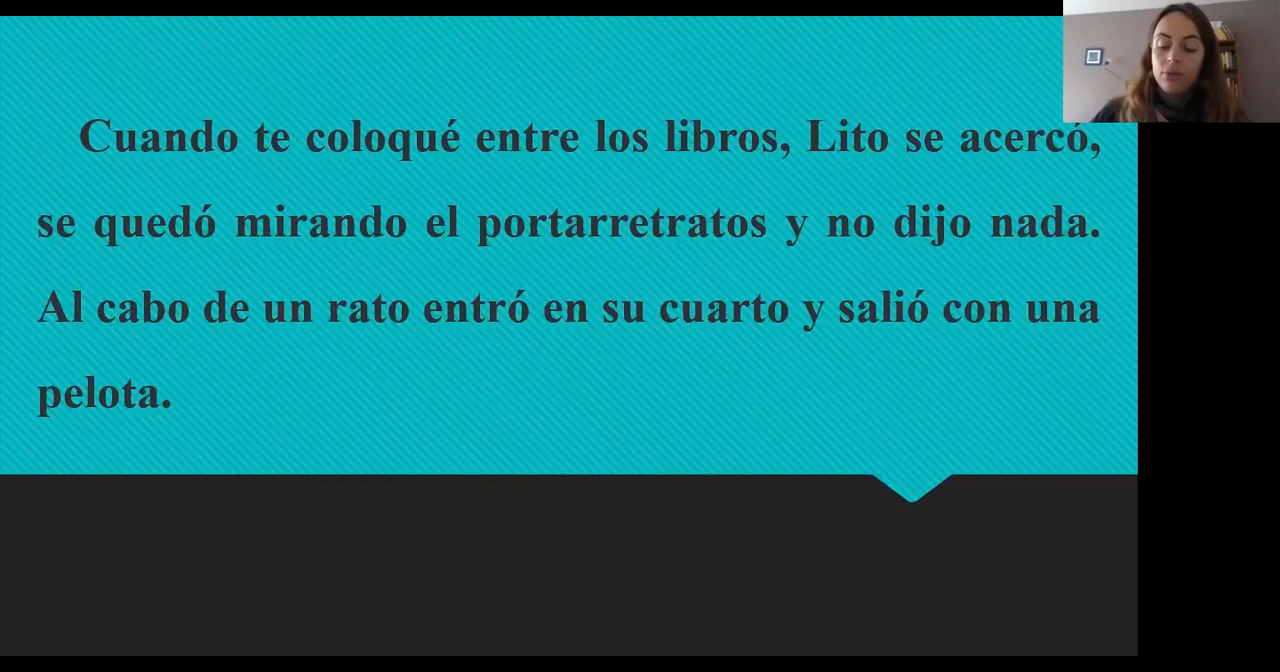 Cuando te coloqué entre los libros, Lito se acercó,
se quedó mirando el portarretratos y no dijo nada.
Al cabo de un rato entró en su cuarto y salió con una
pelota.